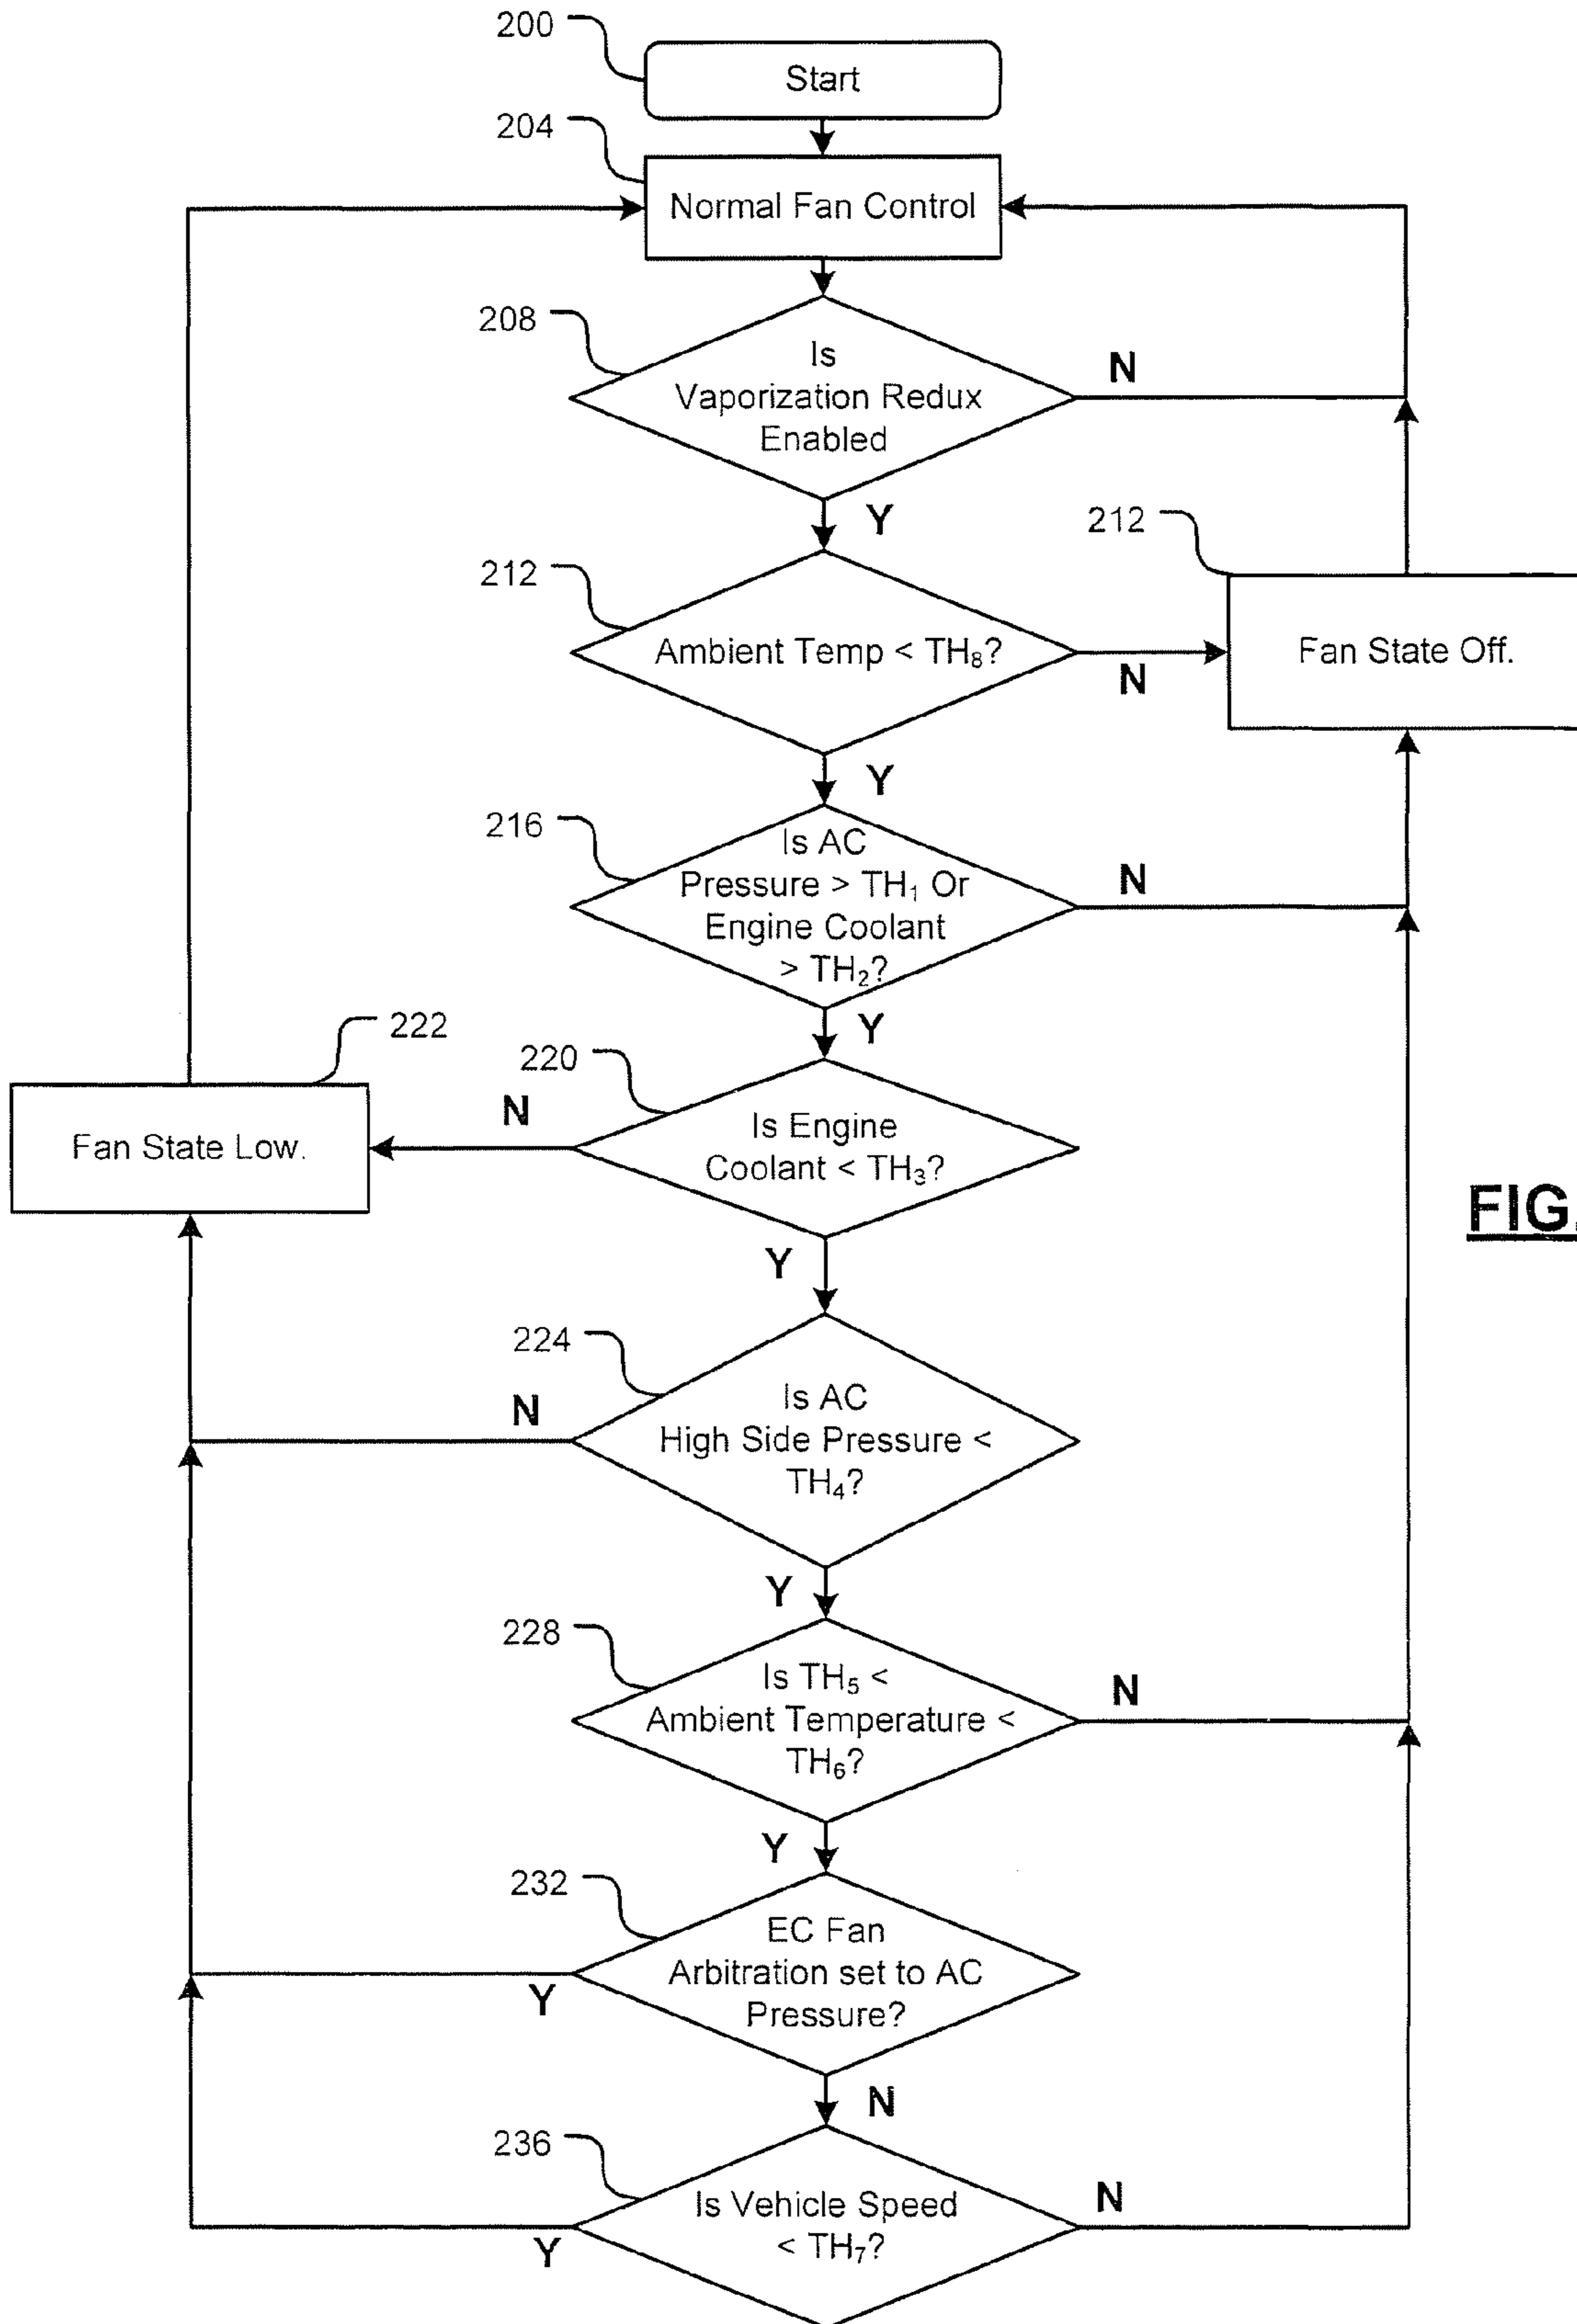 200
Start
204
Normal Fan Control
208
Is
Vaporization Redux
Enabled
N
Y
212
Ambient Temp < TH₈?
N
212
Fan State Off.
Y
216
Is AC
Pressure > TH₁ Or
Engine Coolant
> TH₂?
N
Y
222
Fan State Low.
220
N
Is Engine
Coolant < TH₃?
FIG.
Y
224
N
Is AC
High Side Pressure <
TH₄?
Y
228
Is TH₅ <
Ambient Temperature <
TH₆?
N
Y
232
EC Fan
Arbitration set to AC
Pressure?
Y
N
236
Is Vehicle Speed
< TH₇?
N
Y